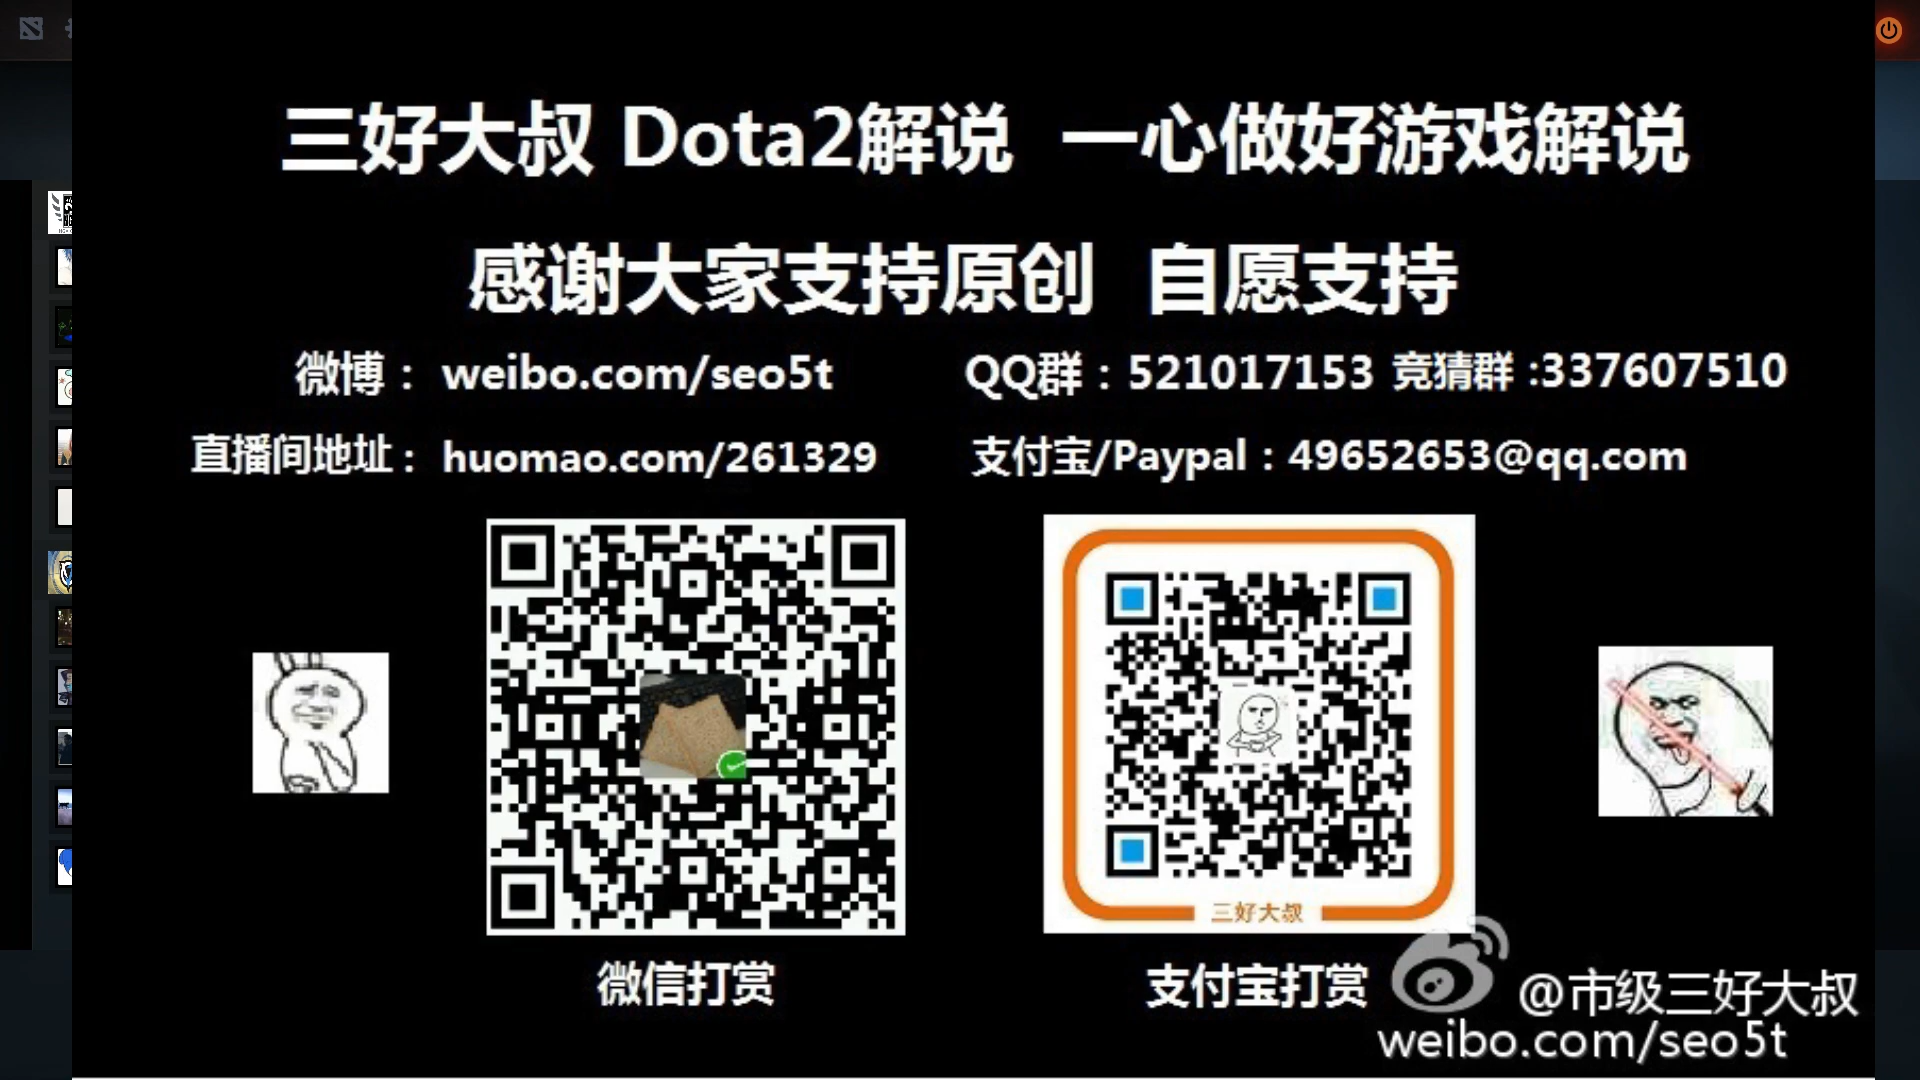 三好大叔 Dota2解说 一心做好游戏解说
感谢大家支持原创 自愿支持
微博： weibo.com/seo5t
QQ群：521017153 竞猜群 :337607510
直播间地址： huomao.com/261329
支付宝/Paypal：49652653@qq.com
三好大叔
微信打赏
支付宝打赏
@市级三好大叔
weibo.com/seo5t